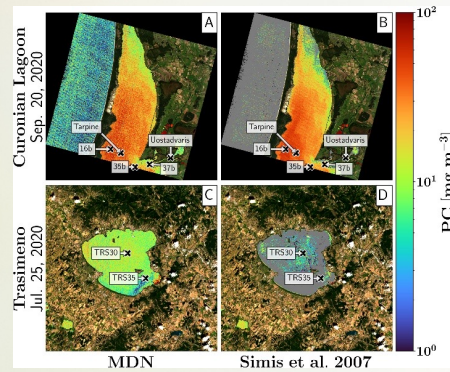 Curonian Lagoon
Sep. 20, 2020
A
Tarpine
16b
35b
Uostadvaris
37b
B
Tarpine
16b
35b
Uostadvaris
37b
Trasimeno
Jul. 25, 2020
C
TRS30
TRS35
D
TRS30
TRS35
MDN
Simis et al. 2007
10²
10¹
10⁰
PC [mg m⁻³]